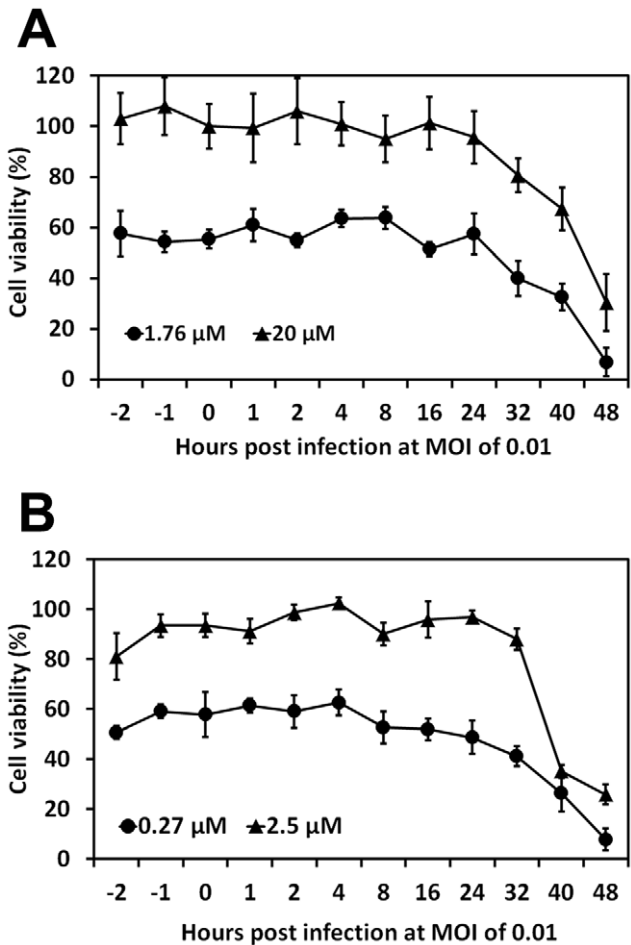 A
120
100
80
60
40
20
0
Cell viability (%)
1.76 µM 20 µM
-2 -1 0 1 2 4 8 16 24 32 40 48
Hours post infection at MOI of 0.01
B
120
100
80
60
40
20
0
Cell viability (%)
0.27 µM 2.5 µM
-2 -1 0 1 2 4 8 16 24 32 40 48
Hours post infection at MOI of 0.01